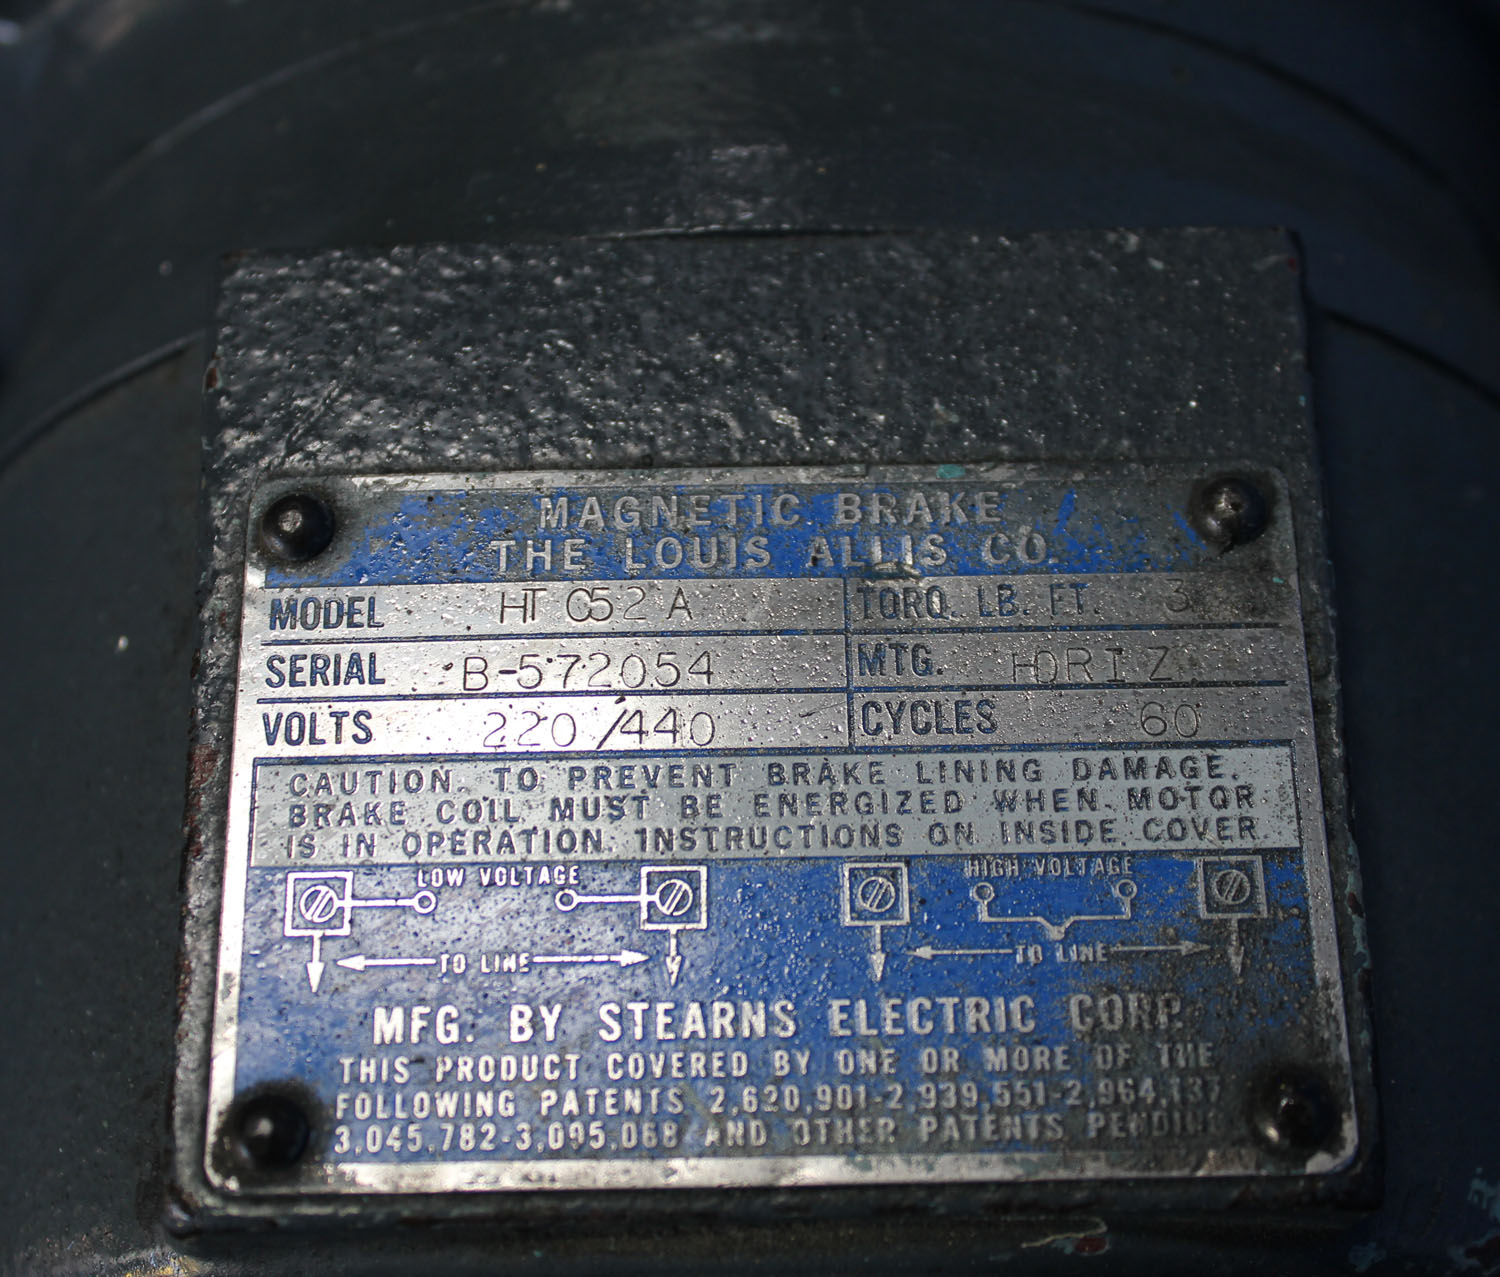 MAGNETIC BRAKE
THE LOUIS ALLIS CO.
MODEL HT C52 A TORQ. LB. FT. 3
SERIAL B-572054 MTG. HORIZ
VOLTS 220/440 CYCLES 60
CAUTION. TO PREVENT BRAKE LINING DAMAGE.
BRAKE COIL MUST BE ENERGIZED WHEN MOTOR
IS IN OPERATION. INSTRUCTIONS ON INSIDE COVER
LOW VOLTAGE HIGH VOLTAGE
TO LINE TO LINE
MFG. BY STEARNS ELECTRIC CORP.
THIS PRODUCT COVERED BY ONE OR MORE OF THE
FOLLOWING PATENTS 2,620,901-2,939,551-2,964,137
3,045,782-3,095,068 AND OTHER PATENTS PENDING